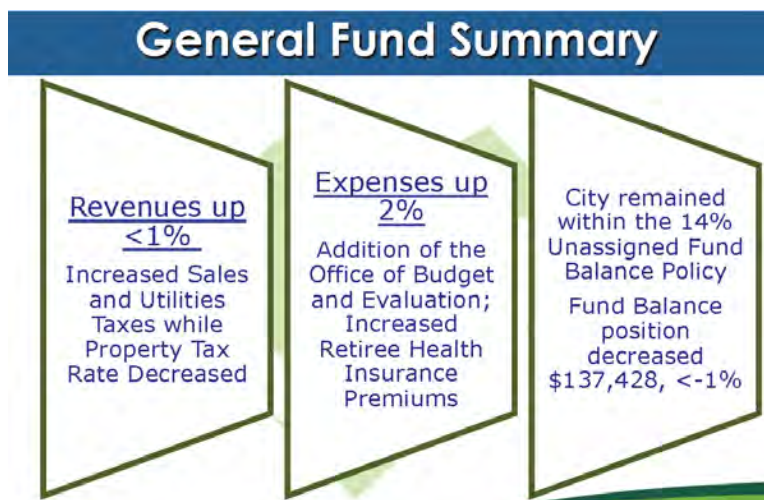 General Fund Summary
Revenues up
<1%
Increased Sales
and Utilities
Taxes while
Property Tax
Rate Decreased
Expenses up
2%
Addition of the
Office of Budget
and Evaluation;
Increased
Retiree Health
Insurance
Premiums
City remained
within the 14%
Unassigned Fund
Balance Policy
Fund Balance
position
decreased
$137,428, <-1%